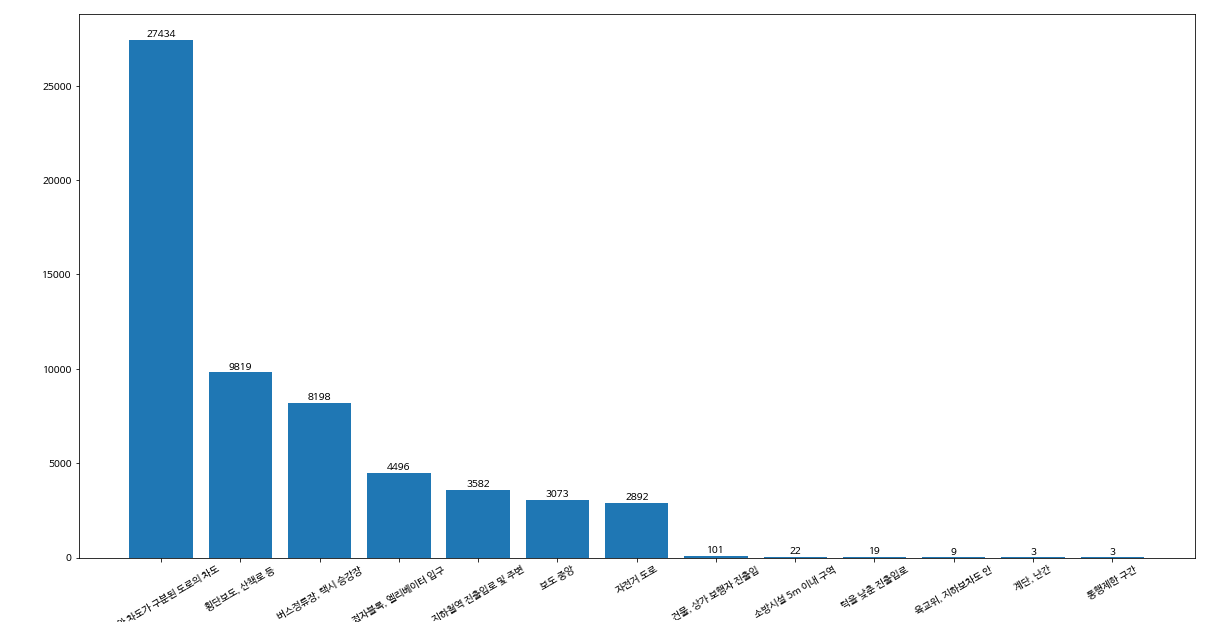 27434
9819
8198
4496
3582
3073
2892
101
22
19
9
3
3
25000
20000
15000
10000
5000
0
차도가 구분된 도로의 차도
횡단보도, 산책로 등
버스정류장, 택시 승강장
점자블록, 엘리베이터 입구
지하철역 진출입로 및 주변
보도 중앙
자전거 도로
건물, 상가 보행자 진출입
소방시설 5m 이내 구역
턱을 낮춘 진출입로
육교위, 지하보차도 안
계단, 난간
통행제한 구간